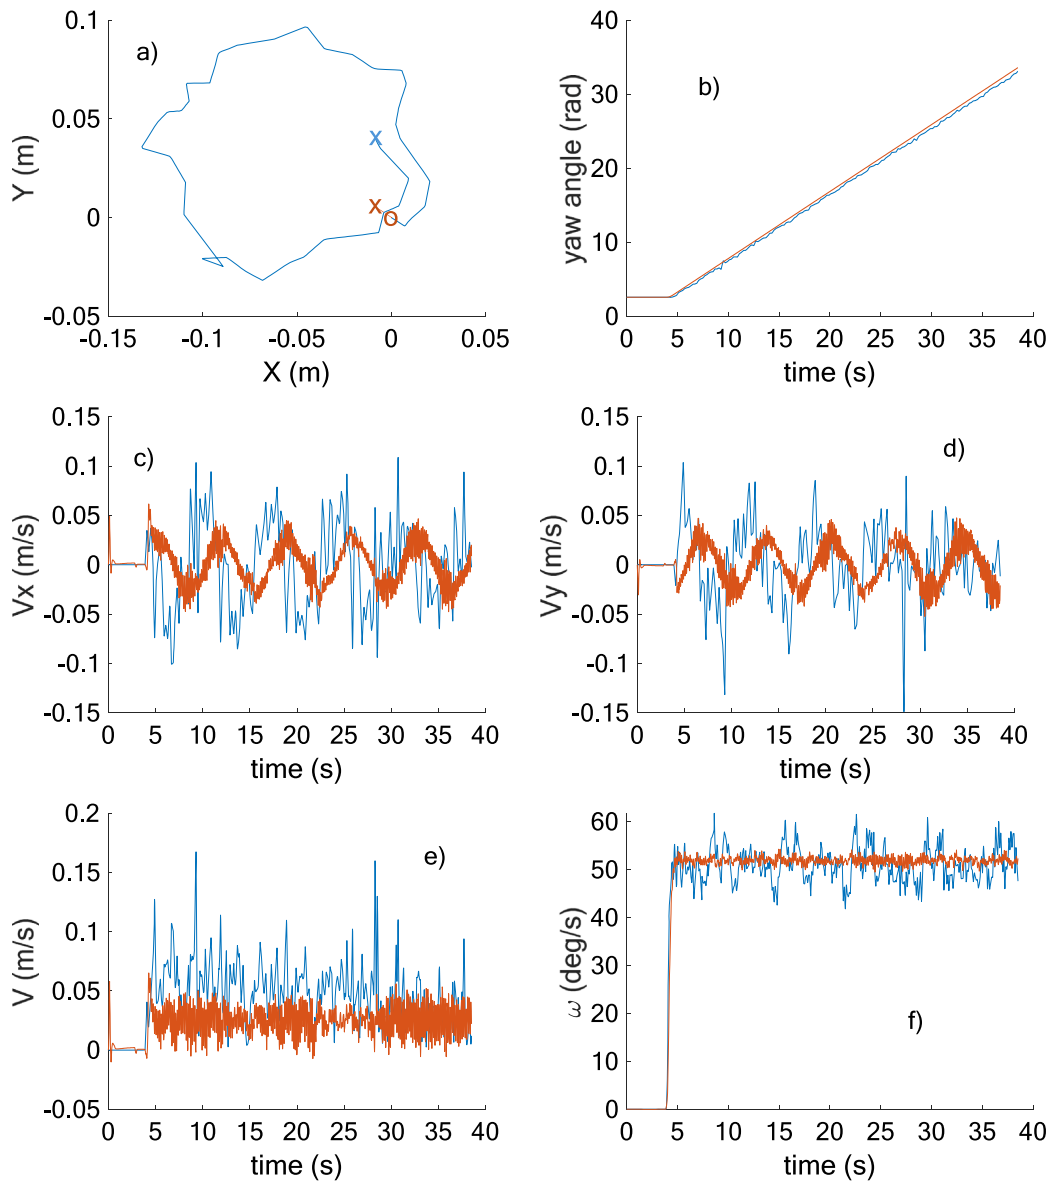 a)
0.1
0.05
0
-0.05
Y (m)
X
X
O
-0.15 -0.1 -0.05 0 0.05
X (m)
b)
40
30
20
10
0
yaw angle (rad)
0 5 10 15 20 25 30 35 40
time (s)
c)
0.15
0.1
0.05
0
-0.05
-0.1
-0.15
Vx (m/s)
0 5 10 15 20 25 30 35 40
time (s)
d)
0.15
0.1
0.05
0
-0.05
-0.1
-0.15
Vy (m/s)
0 5 10 15 20 25 30 35 40
time (s)
e)
0.2
0.15
0.1
0.05
0
-0.05
V (m/s)
0 5 10 15 20 25 30 35 40
time (s)
f)
60
50
40
30
20
10
0
ω (deg/s)
0 5 10 15 20 25 30 35 40
time (s)